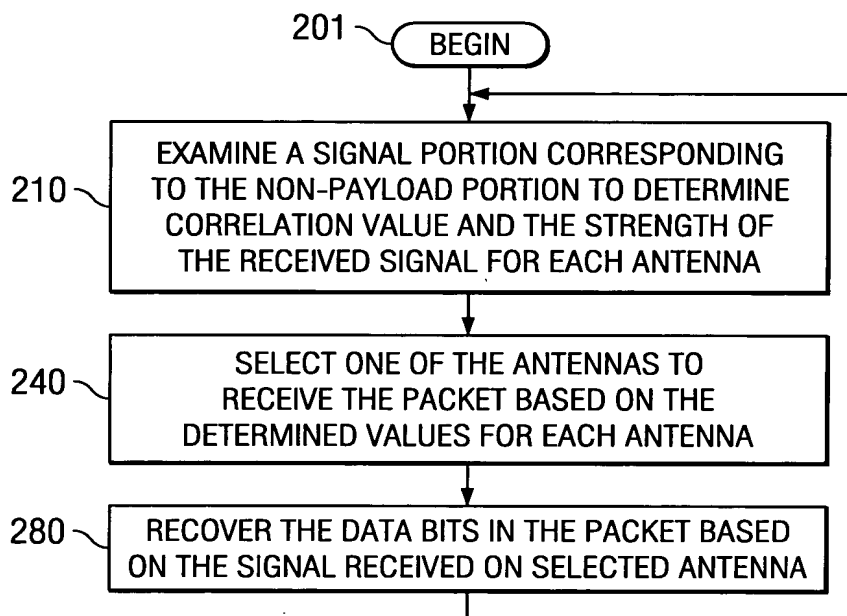 201
BEGIN
210
EXAMINE A SIGNAL PORTION CORRESPONDING
TO THE NON-PAYLOAD PORTION TO DETERMINE
CORRELATION VALUE AND THE STRENGTH OF
THE RECEIVED SIGNAL FOR EACH ANTENNA
240
SELECT ONE OF THE ANTENNAS TO
RECEIVE THE PACKET BASED ON THE
DETERMINED VALUES FOR EACH ANTENNA
280
RECOVER THE DATA BITS IN THE PACKET BASED
ON THE SIGNAL RECEIVED ON SELECTED ANTENNA